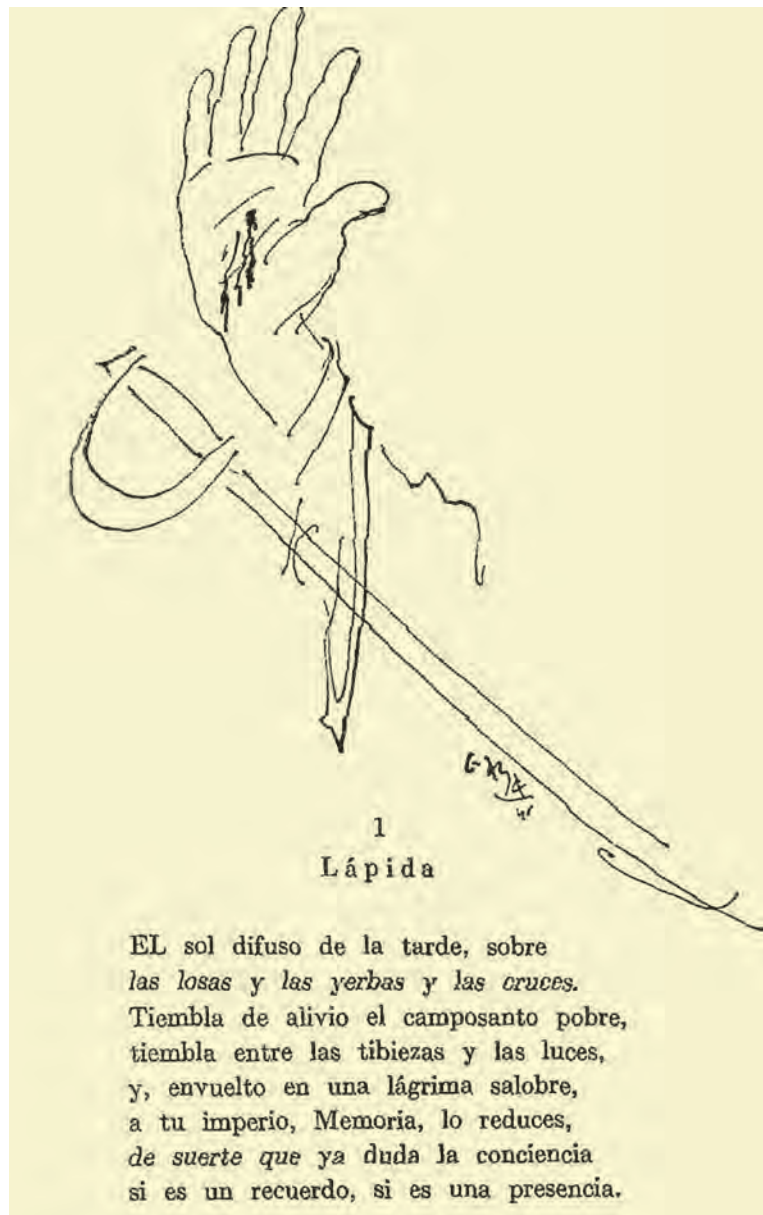 1
Lápida
EL sol difuso de la tarde, sobre
las losas y las yerbas y las cruces.
Tiembla de alivio el camposanto pobre,
tiembla entre las tibiezas y las luces,
y, envuelto en una lágrima salobre,
a tu imperio, Memoria, lo reduces,
de suerte que ya duda la conciencia
si es un recuerdo, si es una presencia.